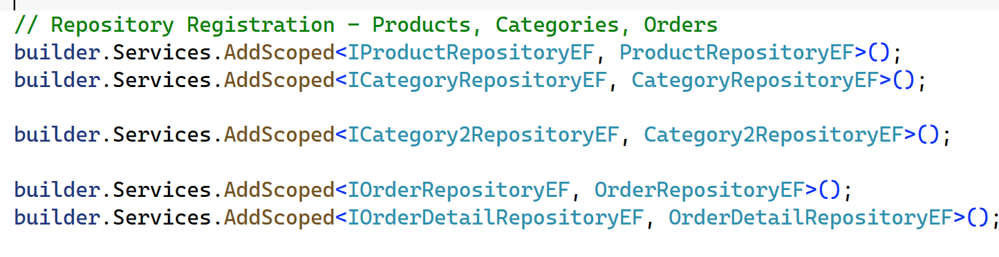 // Repository Registration – Products, Categories, Orders
builder.Services.AddScoped<IProductRepositoryEF, ProductRepositoryEF>();
builder.Services.AddScoped<ICategoryRepositoryEF, CategoryRepositoryEF>();
builder.Services.AddScoped<ICategory2RepositoryEF, Category2RepositoryEF>();
builder.Services.AddScoped<IOrderRepositoryEF, OrderRepositoryEF>();
builder.Services.AddScoped<IOrderDetailRepositoryEF, OrderDetailRepositoryEF>();